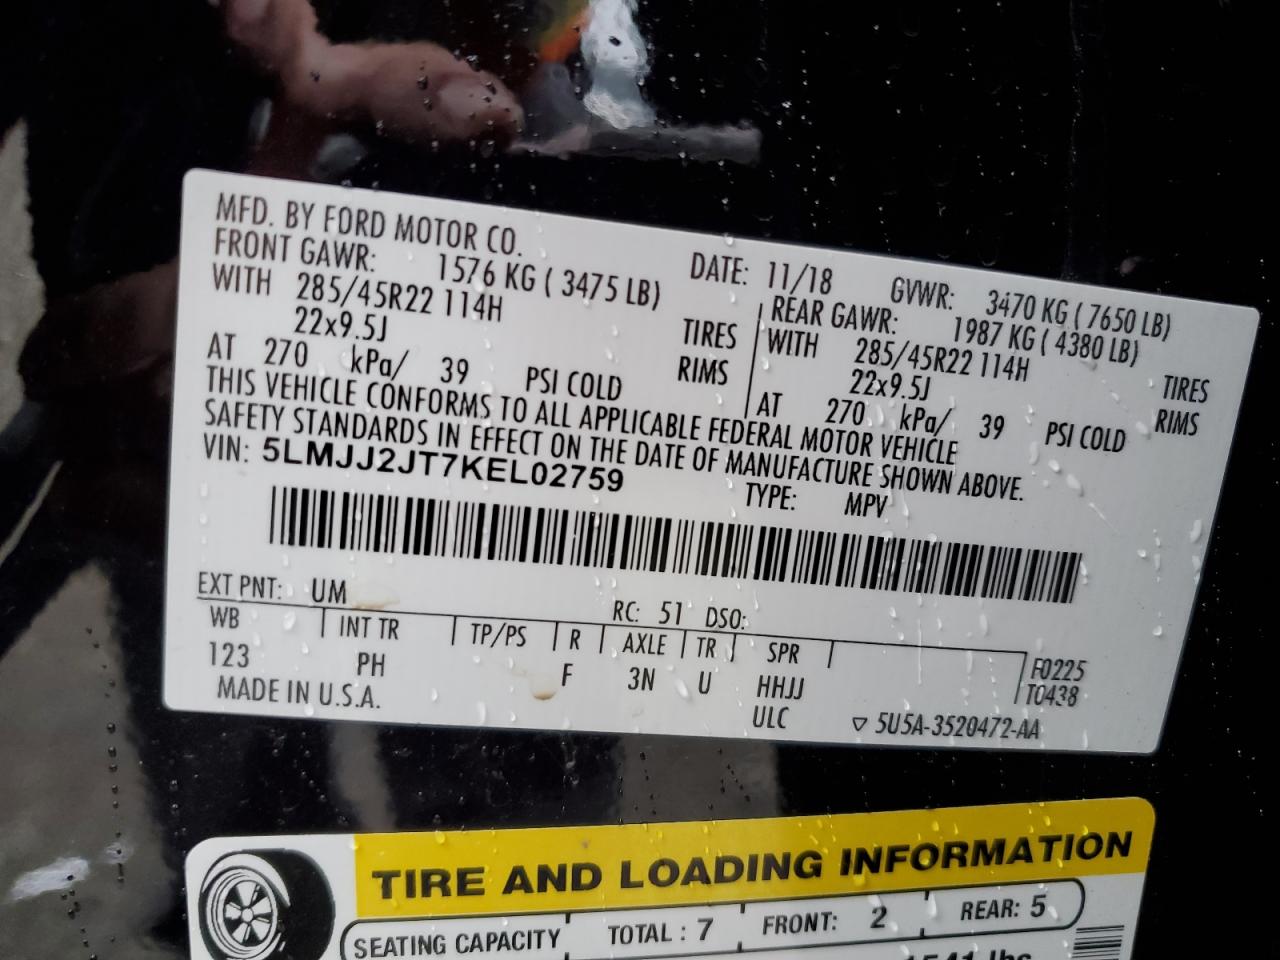 MFD. BY FORD MOTOR CO.
DATE: 11/18 GVWR: 3470 KG ( 7650 LB)
FRONT GAWR: 1576 KG ( 3475 LB)
WITH 285/45R22 114H TIRES
22x9.5J RIMS
AT 270 kPa/ 39 PSI COLD
REAR GAWR: 1987 KG ( 4380 LB)
WITH 285/45R22 114H TIRES
22x9.5J RIMS
AT 270 kPa/ 39 PSI COLD
THIS VEHICLE CONFORMS TO ALL APPLICABLE FEDERAL MOTOR VEHICLE
SAFETY STANDARDS IN EFFECT ON THE DATE OF MANUFACTURE SHOWN ABOVE.
VIN: 5LMJJ2JT7KEL02759 TYPE: MPV
EXT PNT: UM RC: 51 DSO:
WB INT TR TP/PS R AXLE TR SPR
123 PH F 3N U HHJJ
F0225
T0438
MADE IN U.S.A. ULC ▽ 5U5A-3520472-AA
TIRE AND LOADING INFORMATION
SEATING CAPACITY TOTAL : 7 FRONT: 2 REAR: 5